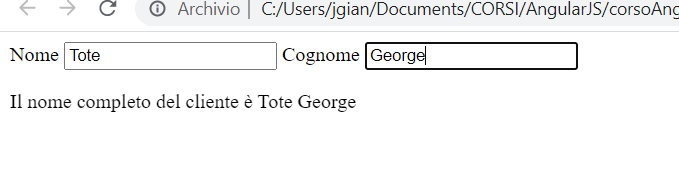 Archivio | C:/Users/jgian/Documents/CORSI/AngularJS/corsoAng
Nome Tote Cognome George
Il nome completo del cliente è Tote George